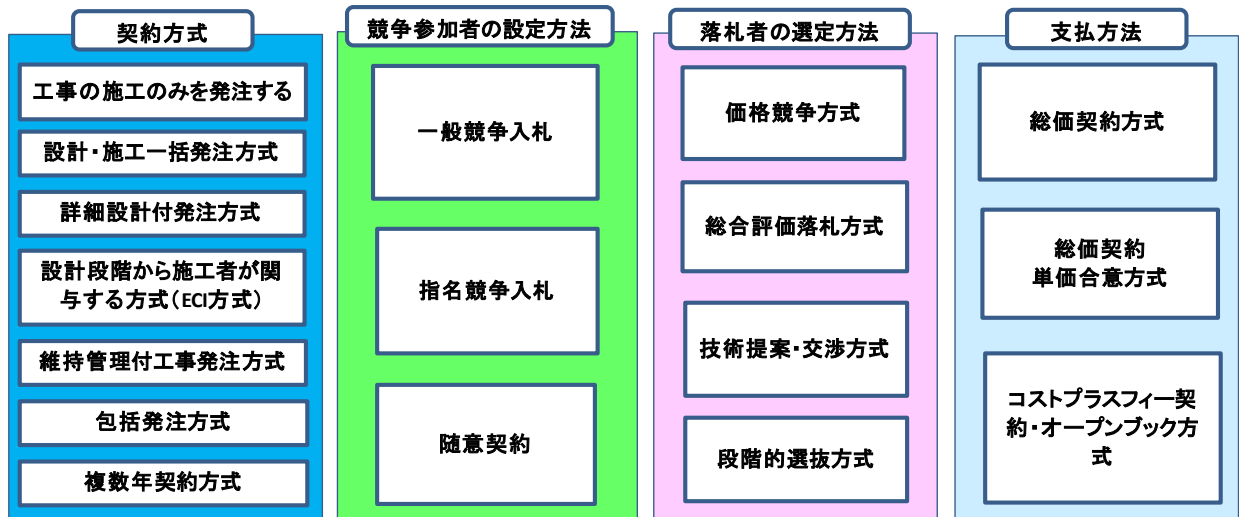 契約方式
工事の施工のみを発注する
設計・施工一括発注方式
詳細設計付発注方式
設計段階から施工者が関
与する方式（ECI方式）
維持管理付工事発注方式
包括発注方式
複数年契約方式
競争参加者の設定方法
一般競争入札
指名競争入札
随意契約
落札者の選定方法
価格競争方式
総合評価落札方式
技術提案・交渉方式
段階的選抜方式
支払方法
総価契約方式
総価契約
単価合意方式
コストプラスフィー契
約・オープンブック方
式